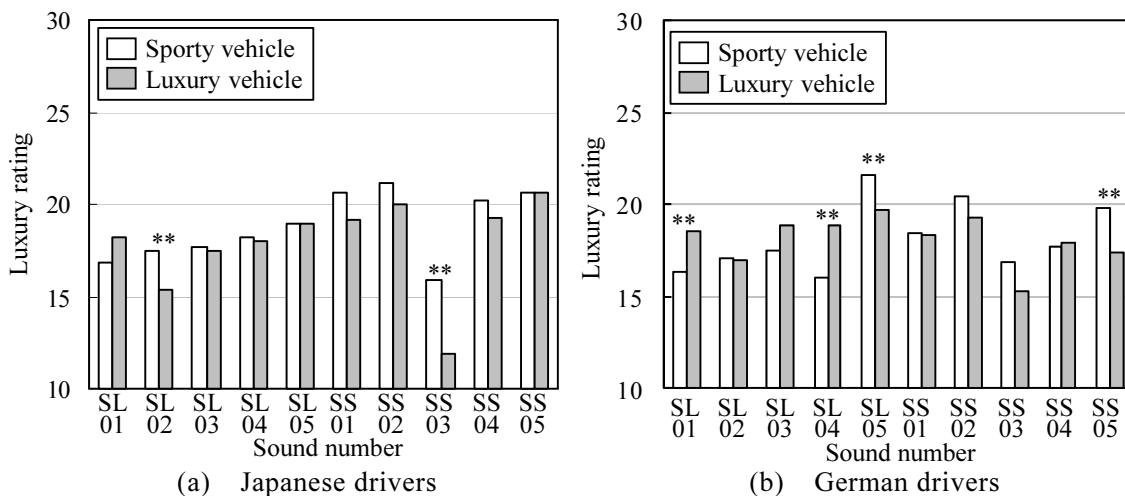 30
25
20
15
10
Luxury rating
Sporty vehicle
Luxury vehicle
**
**
SL 01
SL 02
SL 03
SL 04
SL 05
SS 01
SS 02
SS 03
SS 04
SS 05
Sound number
(a) Japanese drivers
30
25
20
15
10
Luxury rating
Sporty vehicle
Luxury vehicle
**
**
**
**
SL 01
SL 02
SL 03
SL 04
SL 05
SS 01
SS 02
SS 03
SS 04
SS 05
Sound number
(b) German drivers